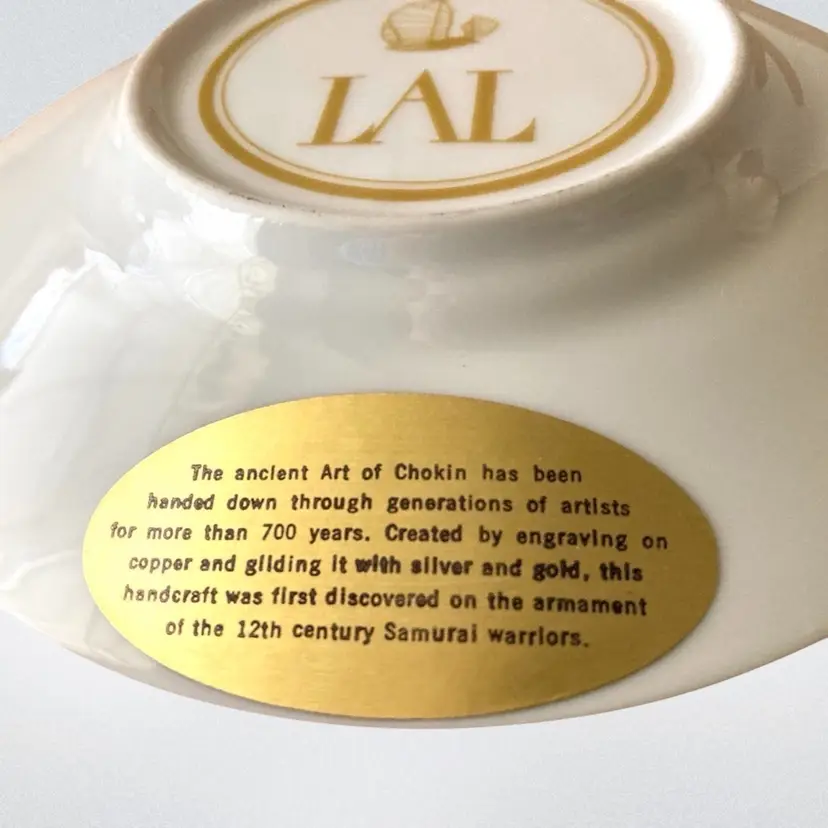 LAL
The ancient Art of Chokin has been
handed down through generations of artists
for more than 700 years. Created by engraving on
copper and gilding it with silver and gold, this
handcraft was first discovered on the armament
of the 12th century Samurai warriors.